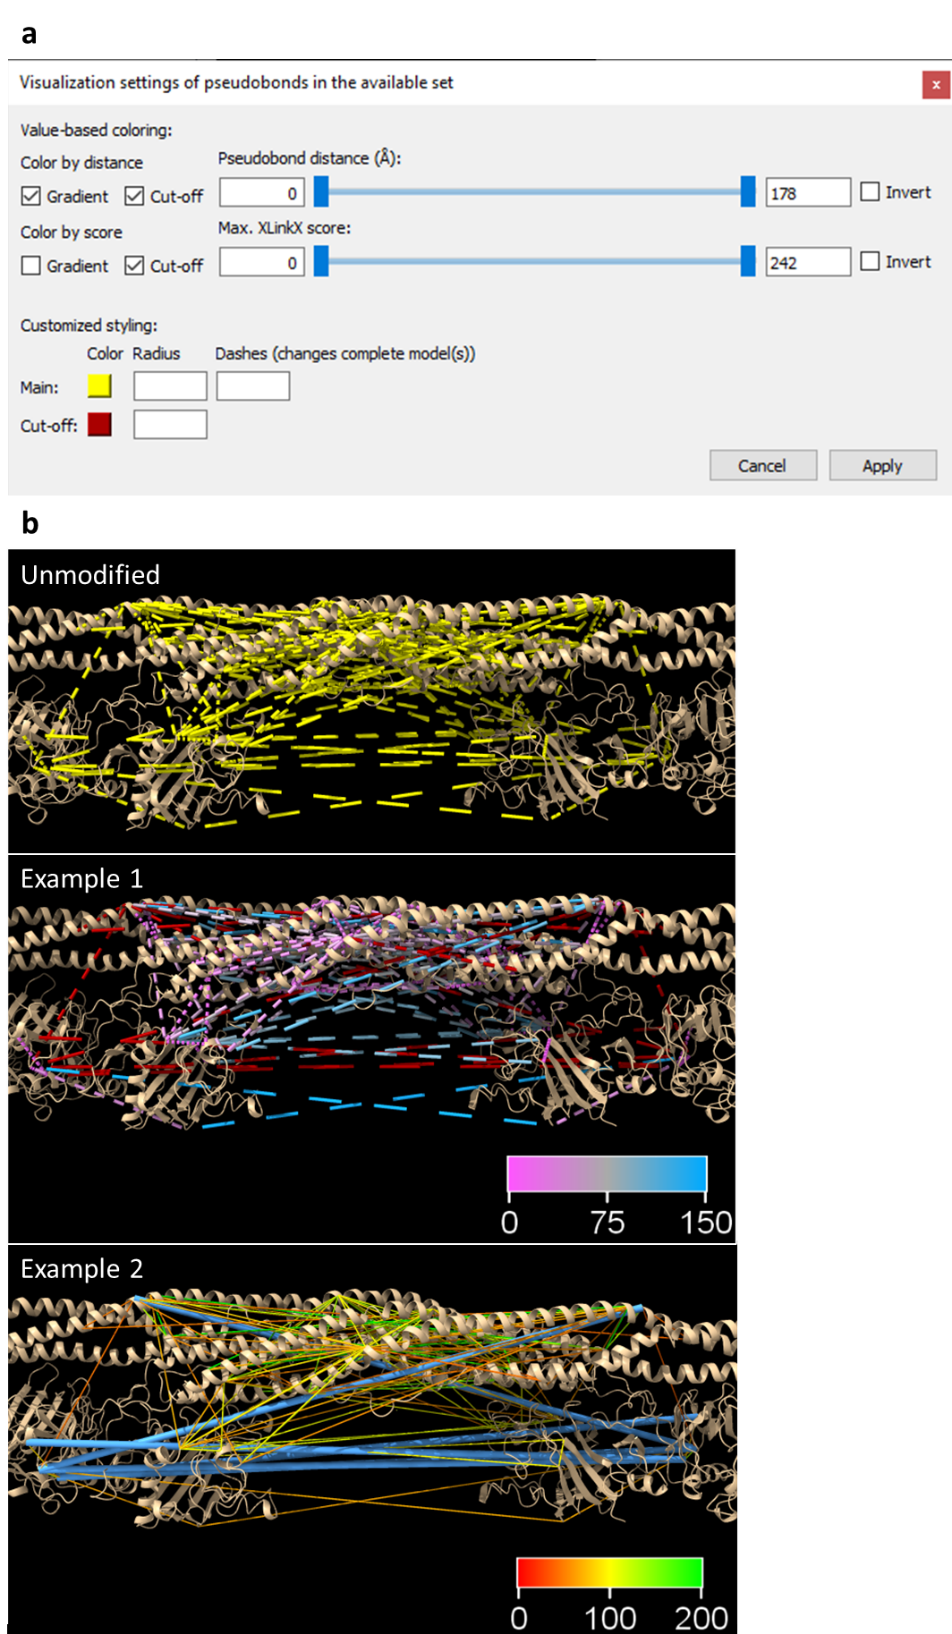 a
Visualization settings of pseudobonds in the available set
x
Value-based coloring:
Color by distance Pseudobond distance (Å):
Gradient Cut-off 0 178 Invert
Color by score Max. XLinkX score:
Gradient Cut-off 0 242 Invert
Customized styling:
Color Radius Dashes (changes complete model(s))
Main:
Cut-off:
Cancel Apply
b
Unmodified
Example 1
0 75 150
Example 2
0 100 200